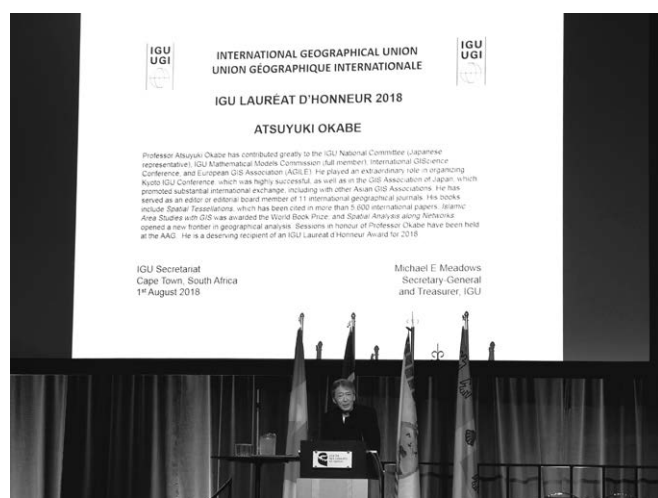 IGU
UGI
INTERNATIONAL GEOGRAPHICAL UNION
UNION GÉOGRAPHIQUE INTERNATIONALE
IGU
UGI
IGU LAURÉAT D'HONNEUR 2018
ATSUYUKI OKABE
Professor Atsuyuki Okabe has contributed greatly to the IGU National Committee (Japanese
representative), IGU Mathematical Models Commission (full member), International GIScience
Conference, and European GIS Association (AGILE). He played an extraordinary role in organizing
Kyoto IGU Conference, which was highly successful, as well as in the GIS Association of Japan, which
promoted substantial international exchange, including with other Asian GIS Associations. He has
served as an editor or editorial board member of 11 international geographical journals. His books
include Spatial Tessellations, which has been cited in more than 5,600 international papers, Islamic
Area Studies with GIS was awarded the World Book Prize, and Spatial Analysis along Networks
opened a new frontier in geographical analysis. Sessions in honour of Professor Okabe have been held
at the AAG. He is a deserving recipient of an IGU Laureat d'Honneur Award for 2018.
IGU Secretariat
Cape Town, South Africa
1st August 2018
Michael E Meadows
Secretary-General
and Treasurer, IGU